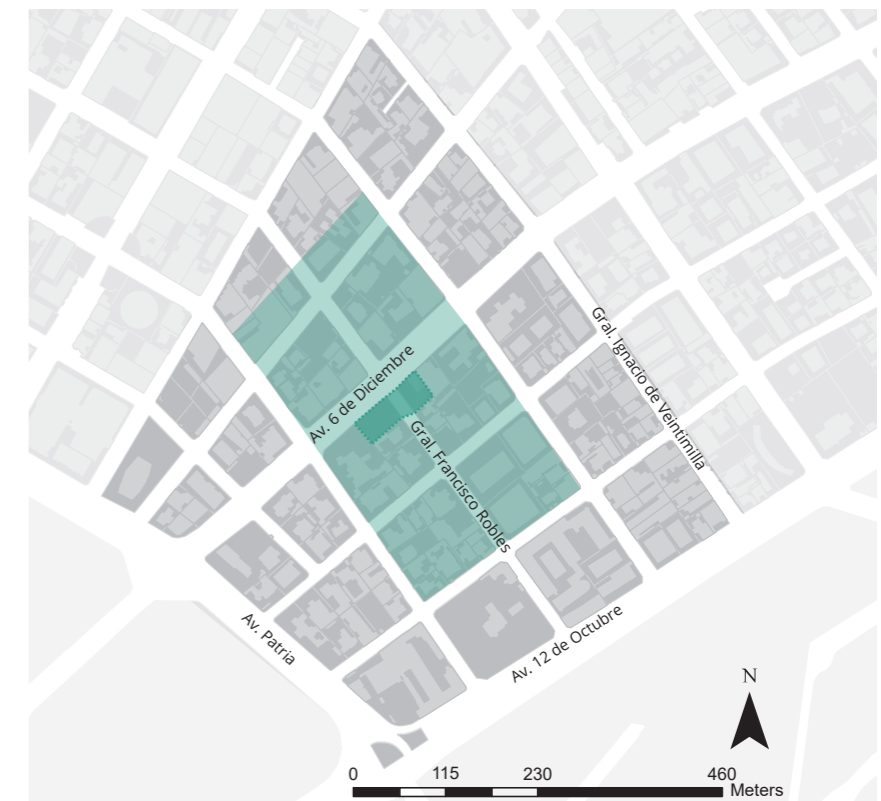 Gral. Ignacio de Veintimilla
Av. 6 de Diciembre
Gral. Francisco Robles
Av. Patria
Av. 12 de Octubre
N
0 115 230 460
Meters